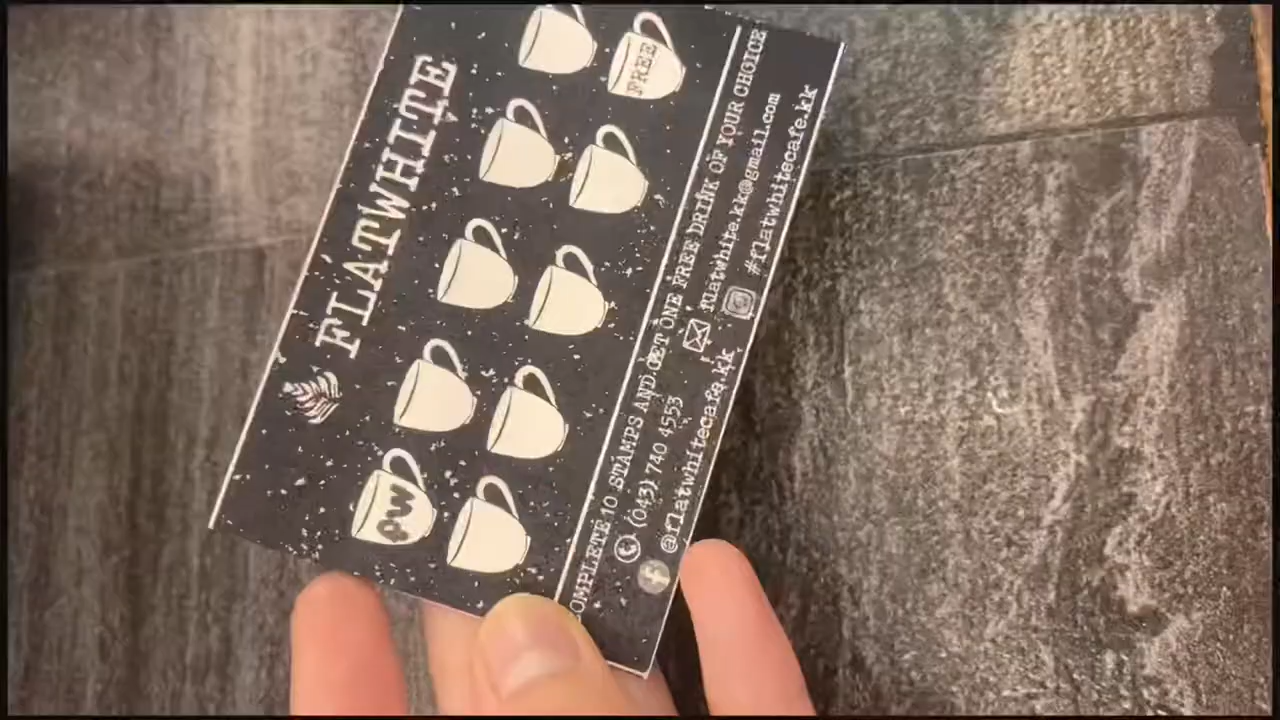 FLATWHITE
FW
FREE
COMPLETE 10 STAMPS AND GET ONE FREE DRINK OF YOUR CHOICE
(043) 740 4553 flatwhite.kk@gmail.com
@flatwhitecafe.kk #flatwhitecafe.kk